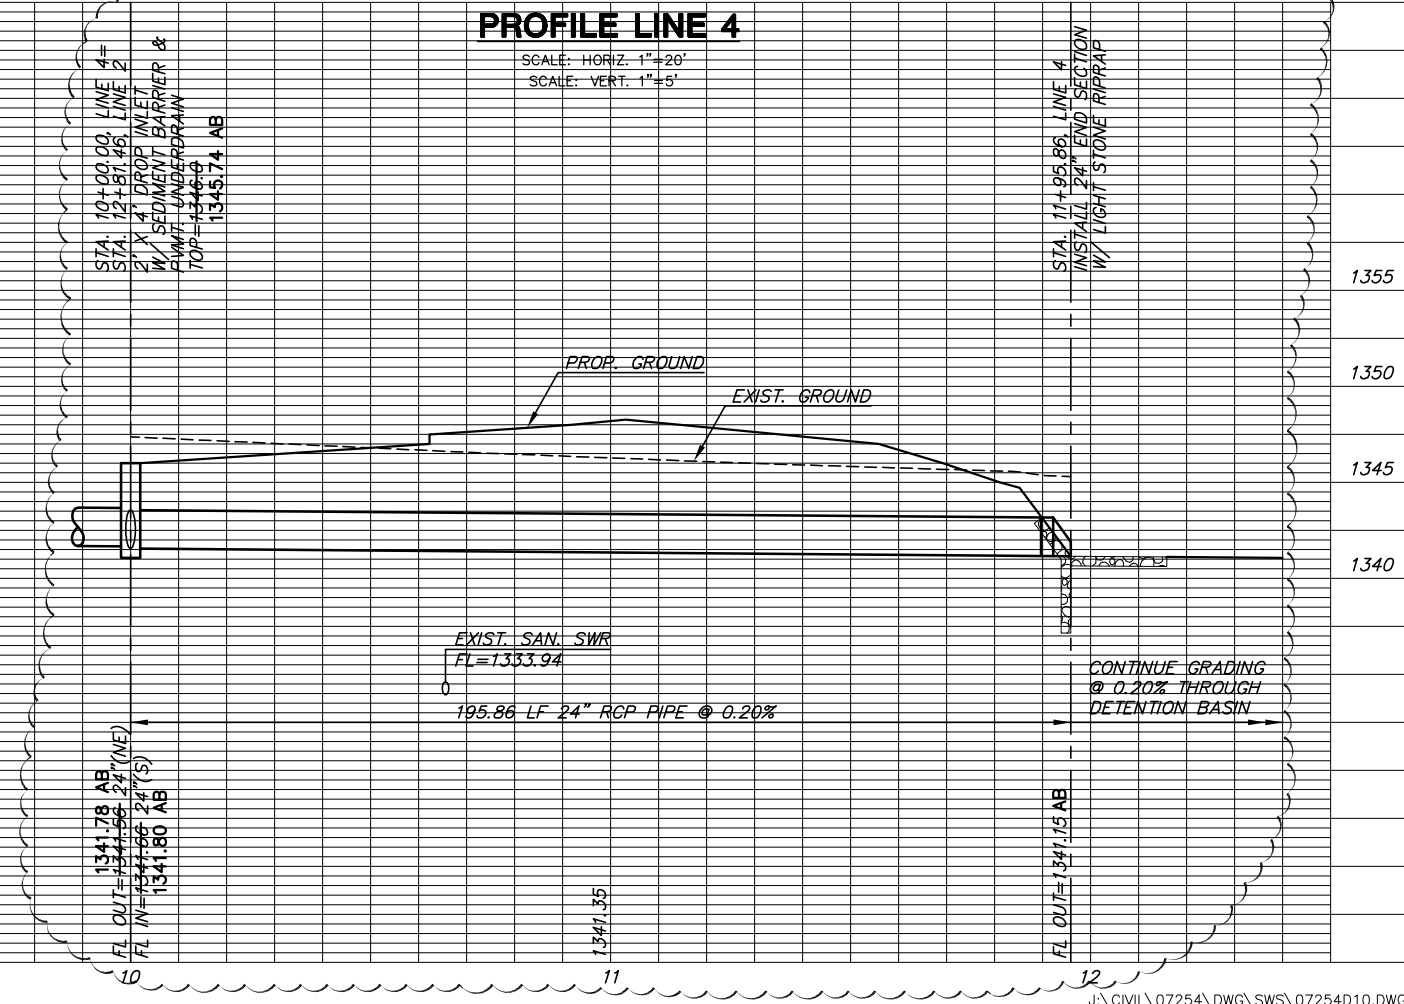 PROFILE LINE 4
SCALE: HORIZ. 1"=20'
SCALE: VERT. 1"=5'
STA. 10+00.00, LINE 4=
STA. 12+81.46, LINE 2
2' X 4' DROP INLET
W/ SEDIMENT BARRIER &
PVMT. UNDERDRAIN
TOP=1346.0
1345.74 AB
STA. 11+95.86, LINE 4
INSTALL 24" END SECTION
W/ LIGHT STONE RIPRAP
1355
PROP. GROUND
1350
EXIST. GROUND
1345
1340
EXIST. SAN. SWR
FL=1333.94
195.86 LF 24" RCP PIPE @ 0.20%
CONTINUE GRADING
@ 0.20% THROUGH
DETENTION BASIN
1341.78 AB
FL OUT=1341.56 24"(NE)
FL IN=1341.66 24"(S)
1341.80 AB
1341.35
FL OUT=1341.15 AB
10
11
12
J:\CIVIL\07254\DWG\SWS\07254D10.DWG